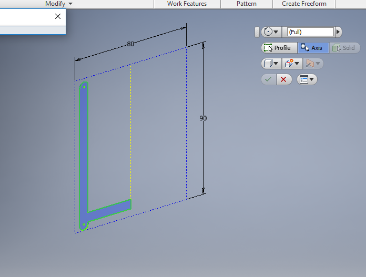 Modify Work Features Pattern Create Freeform
80
(Full)
Profile Axis Solid
90